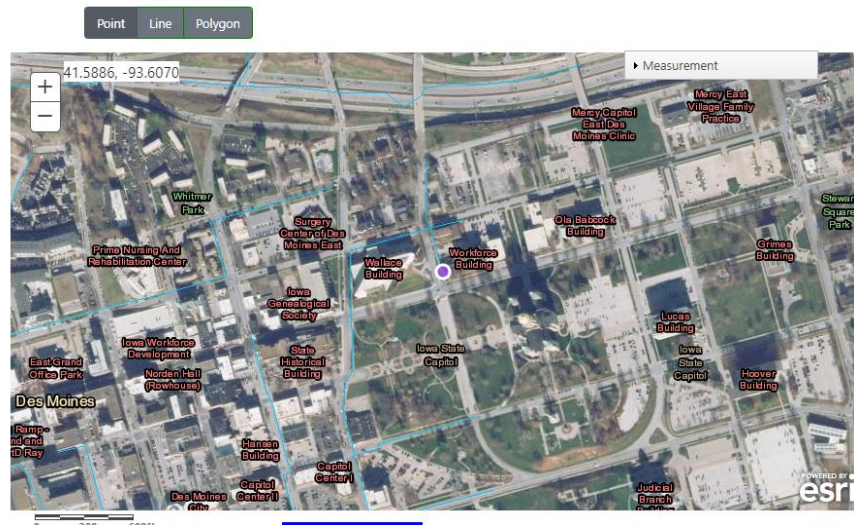 Point Line Polygon
41.5886, -93.6070
Measurement
+
−
Mercy East
Village Family
Practice
Mercy Capitol
East Des
Moines Clinic
Whitmer
Park
Surgery
Center of Des
Moines East
Ola Babcock
Building
Stewar
Square
Park
Prime Nursing And
Rehabilitation Center
Wallace
Building
Workforce
Building
Grimes
Building
Iowa
Genealogical
Society
Lucas
Building
Iowa Workforce
Development
State
Historical
Building
Iowa State
Capitol
Iowa
State
Capitol
East Grand
Office Park
Norden Hall
(Rowhouse)
Hoover
Building
Des Moines
Ramp -
nd and
tD Ray
Hansen
Building
Capitol
Center I
Capitol
Center II
Des Moines
City
Judicial
Branch
Building
POWERED BY
esri